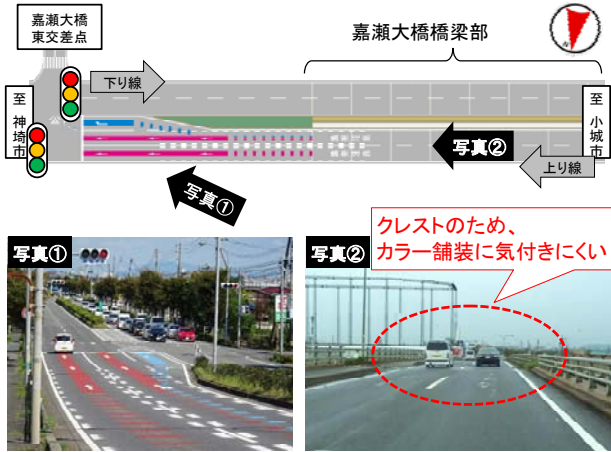 嘉瀬大橋
東交差点
嘉瀬大橋橋梁部
N
下り線
至 神埼市
至 小城市
写真②
上り線
写真①
クレストのため、
カラー舗装に気付きにくい
写真①
写真②